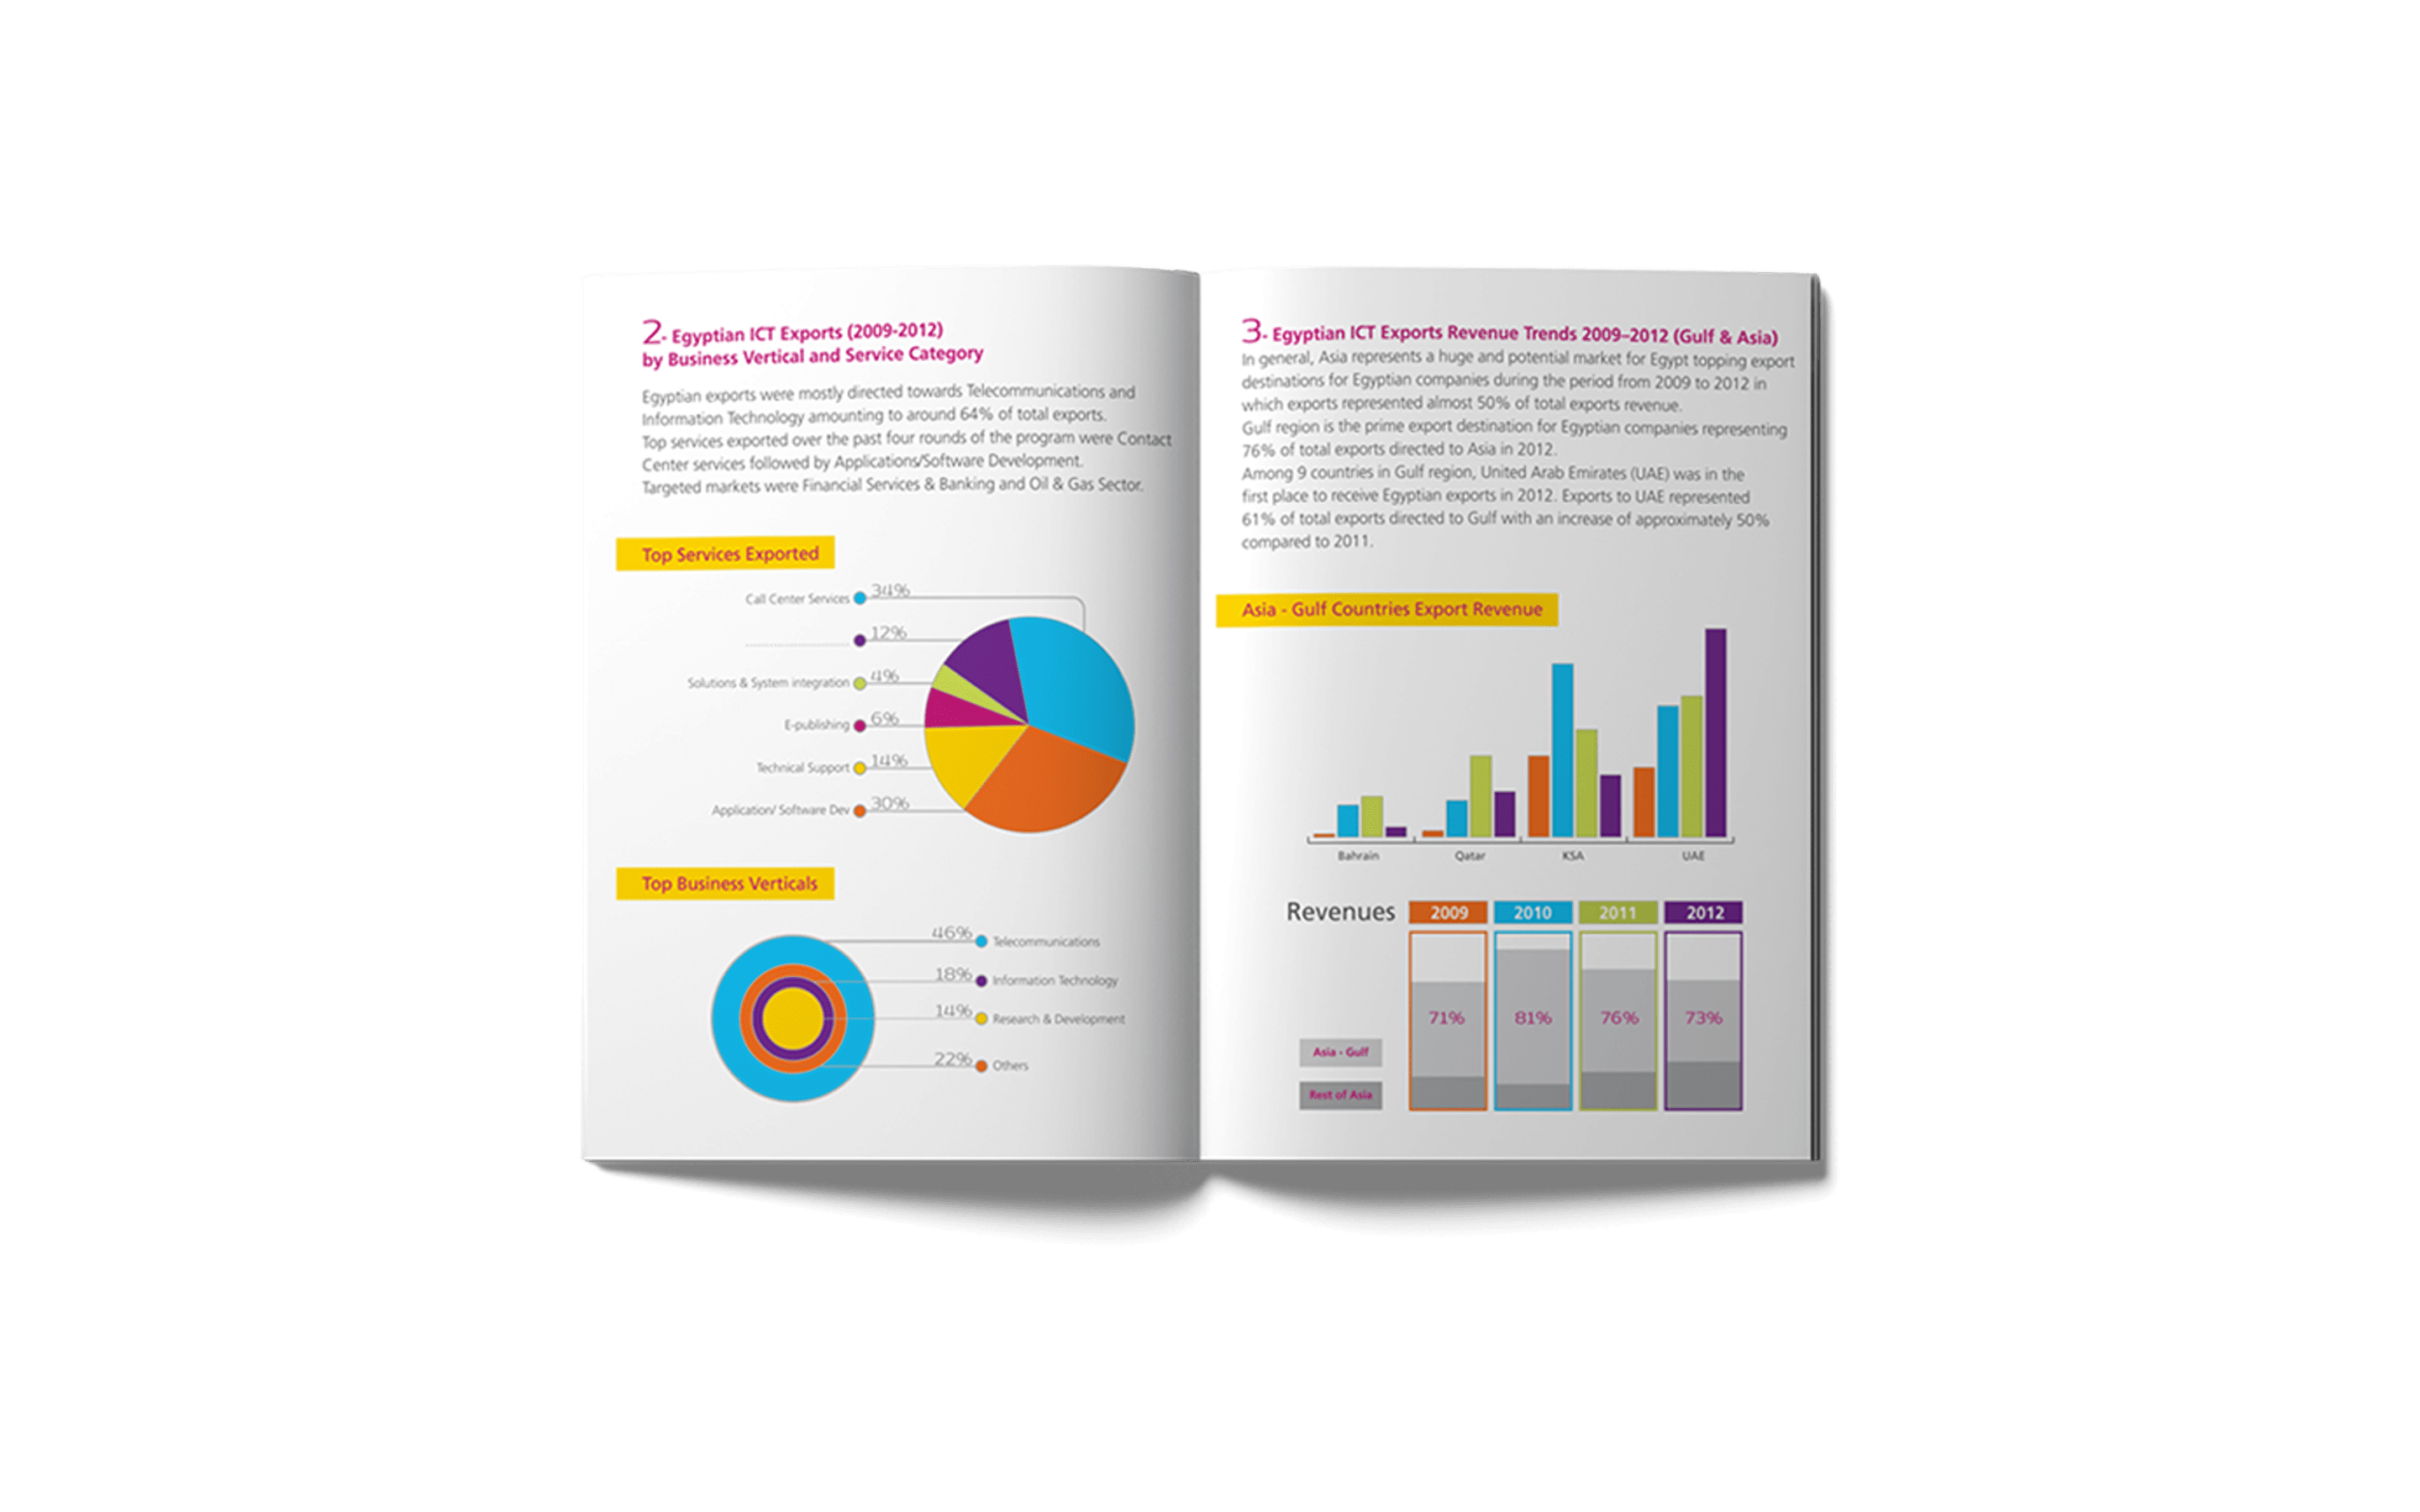 2- Egyptian ICT Exports (2009-2012)
by Business Vertical and Service Category
Egyptian exports were mostly directed towards Telecommunications and
Information Technology amounting to around 64% of total exports.
Top services exported over the past four rounds of the program were Contact
Center services followed by Applications/Software Development.
Targeted markets were Financial Services & Banking and Oil & Gas Sector.
Top Services Exported
Call Center Services 34%
12%
Solutions & System integration 4%
E-publishing 6%
Technical Support 14%
Application/ Software Dev 30%
Top Business Verticals
46% Telecommunications
18% Information Technology
14% Research & Development
22% Others
3- Egyptian ICT Exports Revenue Trends 2009–2012 (Gulf & Asia)
In general, Asia represents a huge and potential market for Egypt topping export
destinations for Egyptian companies during the period from 2009 to 2012 in
which exports represented almost 50% of total exports revenue.
Gulf region is the prime export destination for Egyptian companies representing
76% of total exports directed to Asia in 2012.
Among 9 countries in Gulf region, United Arab Emirates (UAE) was in the
first place to receive Egyptian exports in 2012. Exports to UAE represented
61% of total exports directed to Gulf with an increase of approximately 50%
compared to 2011.
Asia - Gulf Countries Export Revenue
Bahrain Qatar KSA UAE
Revenues 2009 2010 2011 2012
71% 81% 76% 73%
Asia - Gulf
Rest of Asia